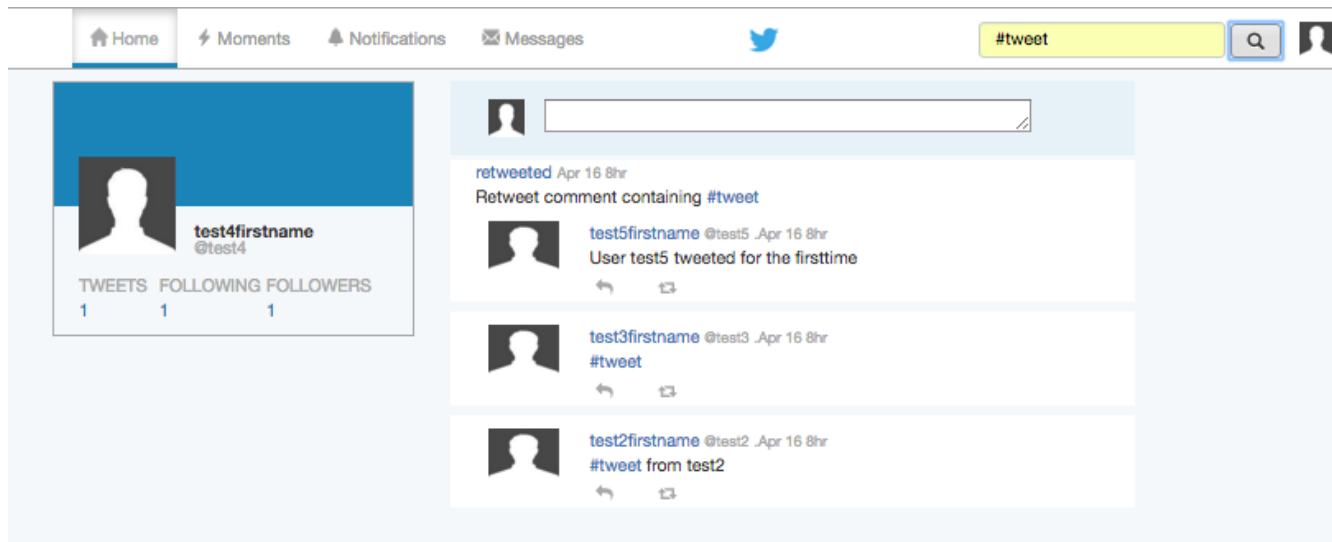 Home Moments Notifications Messages #tweet
test4firstname
@test4
TWEETS FOLLOWING FOLLOWERS
1 1 1
retweeted Apr 16 8hr
Retweet comment containing #tweet
test5firstname @test5 .Apr 16 8hr
User test5 tweeted for the firsttime
test3firstname @test3 .Apr 16 8hr
#tweet
test2firstname @test2 .Apr 16 8hr
#tweet from test2